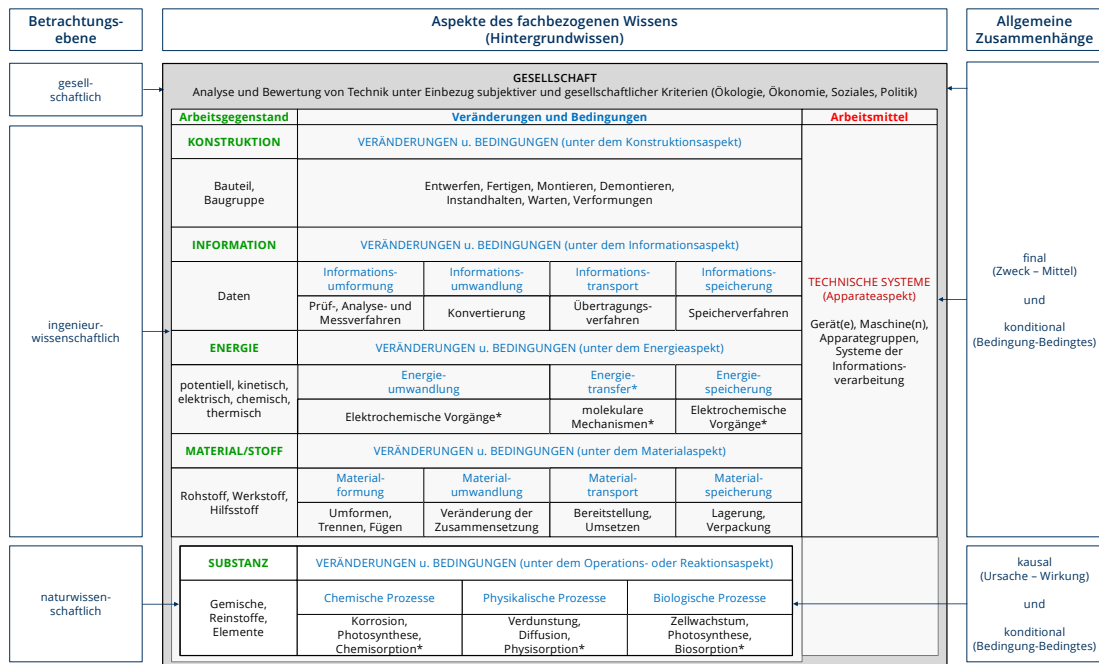 Betrachtungs-
ebene
Aspekte des fachbezogenen Wissens
(Hintergrundwissen)
Allgemeine
Zusammenhänge
gesell-
schaftlich
GESELLSCHAFT
Analyse und Bewertung von Technik unter Einbezug subjektiver und gesellschaftlicher Kriterien (Ökologie, Ökonomie, Soziales, Politik)
Arbeitsgegenstand
Veränderungen und Bedingungen
Arbeitsmittel
KONSTRUKTION
VERÄNDERUNGEN u. BEDINGUNGEN (unter dem Konstruktionsaspekt)
Bauteil,
Baugruppe
Entwerfen, Fertigen, Montieren, Demontieren,
Instandhalten, Warten, Verformungen
INFORMATION
VERÄNDERUNGEN u. BEDINGUNGEN (unter dem Informationsaspekt)
Daten
Informations-
umformung
Informations-
umwandlung
Informations-
transport
Informations-
speicherung
Prüf-, Analyse- und
Messverfahren
Konvertierung
Übertragungs-
verfahren
Speicherverfahren
ENERGIE
VERÄNDERUNGEN u. BEDINGUNGEN (unter dem Energieaspekt)
potentiell, kinetisch,
elektrisch, chemisch,
thermisch
Energie-
umwandlung
Energie-
transfer*
Energie-
speicherung
Elektrochemische Vorgänge*
molekulare
Mechanismen*
Elektrochemische
Vorgänge*
MATERIAL/STOFF
VERÄNDERUNGEN u. BEDINGUNGEN (unter dem Materialaspekt)
Rohstoff, Werkstoff,
Hilfsstoff
Material-
formung
Material-
umwandlung
Material-
transport
Material-
speicherung
Umformen,
Trennen, Fügen
Veränderung der
Zusammensetzung
Bereitstellung,
Umsetzen
Lagerung,
Verpackung
TECHNISCHE SYSTEME
(Apparateaspekt)
Gerät(e), Maschine(n),
Apparategruppen,
Systeme der
Informations-
verarbeitung
ingenieur-
wissenschaftlich
final
(Zweck – Mittel)
und
konditional
(Bedingung-Bedingtes)
naturwissen-
schaftlich
SUBSTANZ
VERÄNDERUNGEN u. BEDINGUNGEN (unter dem Operations- oder Reaktionsaspekt)
Gemische,
Reinstoffe,
Elemente
Chemische Prozesse
Physikalische Prozesse
Biologische Prozesse
Korrosion,
Photosynthese,
Chemisorption*
Verdunstung,
Diffusion,
Physisorption*
Zellwachstum,
Photosynthese,
Biosorption*
kausal
(Ursache – Wirkung)
und
konditional
(Bedingung-Bedingtes)